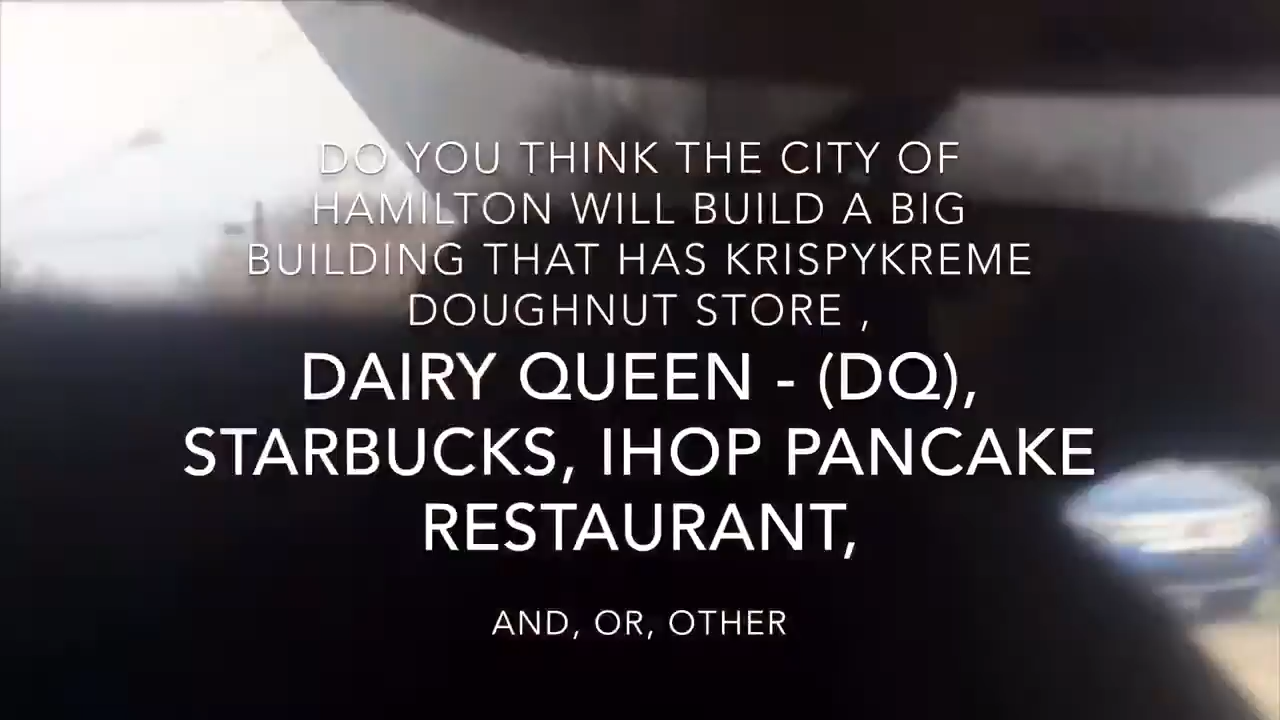 DO YOU THINK THE CITY OF
HAMILTON WILL BUILD A BIG
BUILDING THAT HAS KRISPYKREME
DOUGHNUT STORE ,
DAIRY QUEEN - (DQ),
STARBUCKS, IHOP PANCAKE
RESTAURANT,
AND, OR, OTHER